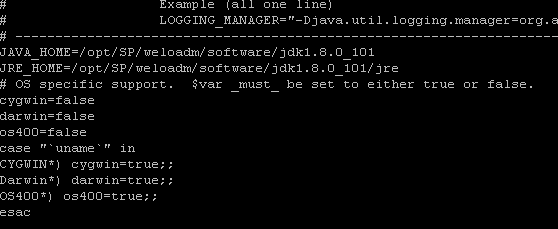 #                   Example (all one line)
#                   LOGGING_MANAGER="-Djava.util.logging.manager=org.a
# ----------------------------------------------------------------------
JAVA_HOME=/opt/SP/weloadm/software/jdk1.8.0_101
JRE_HOME=/opt/SP/weloadm/software/jdk1.8.0_101/jre
# OS specific support.  $var _must_ be set to either true or false.
cygwin=false
darwin=false
os400=false
case "`uname`" in
CYGWIN*) cygwin=true;;
Darwin*) darwin=true;;
OS400*) os400=true;;
esac